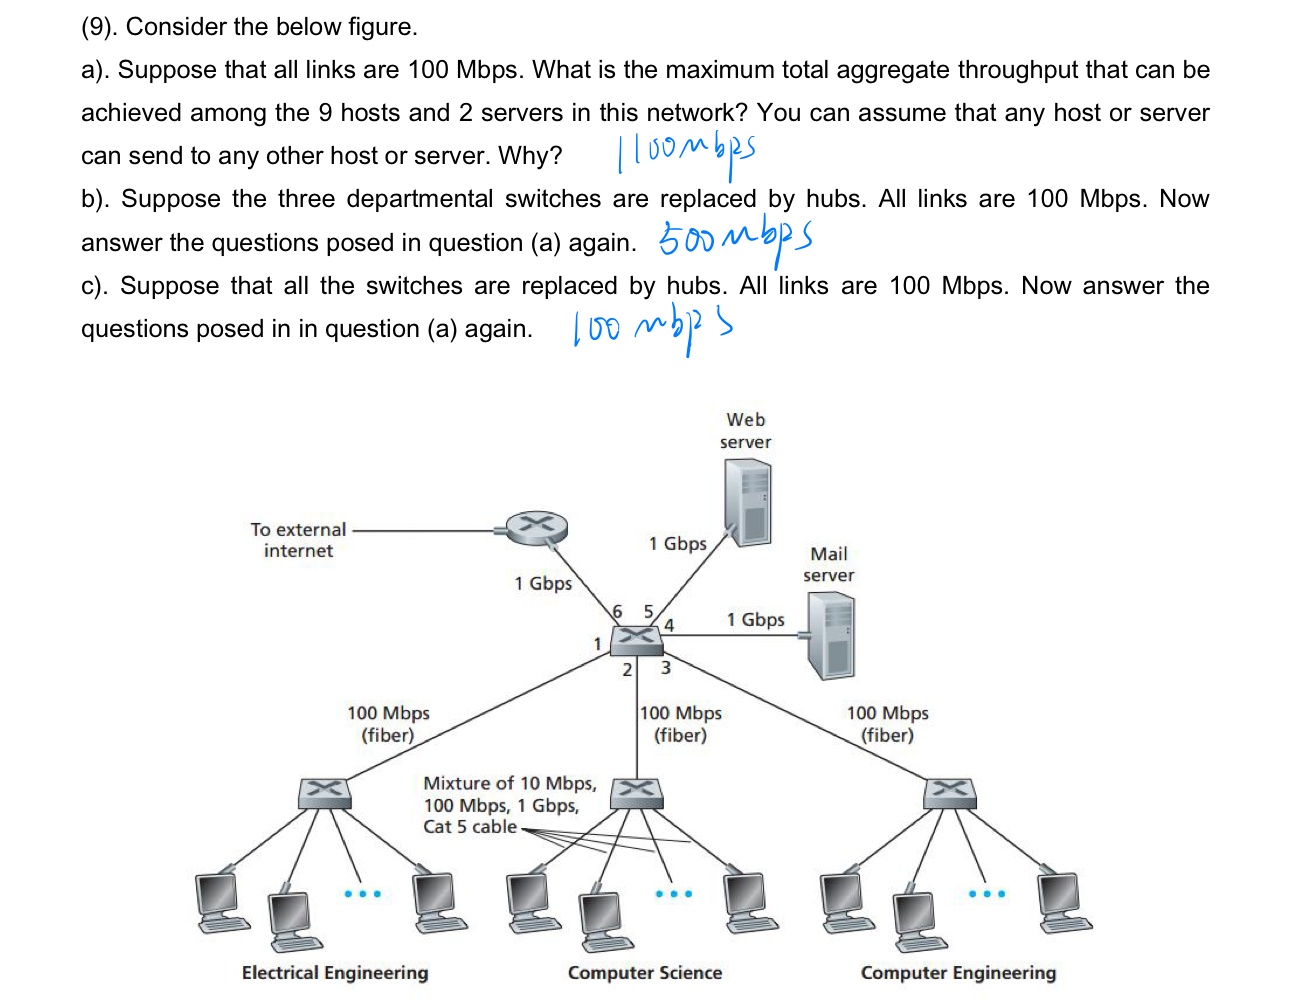 (9). Consider the below figure.
a). Suppose that all links are 100 Mbps. What is the maximum total aggregate throughput that can be
achieved among the 9 hosts and 2 servers in this network? You can assume that any host or server
can send to any other host or server. Why? 1100mbps
b). Suppose the three departmental switches are replaced by hubs. All links are 100 Mbps. Now
answer the questions posed in question (a) again. 500mbps
c). Suppose that all the switches are replaced by hubs. All links are 100 Mbps. Now answer the
questions posed in in question (a) again. 100 mbps
Web
server
To external
internet
1 Gbps
Mail
server
1 Gbps
6 5
4
1 Gbps
1
2 3
100 Mbps
(fiber)
100 Mbps
(fiber)
100 Mbps
(fiber)
Mixture of 10 Mbps,
100 Mbps, 1 Gbps,
Cat 5 cable
Electrical Engineering
Computer Science
Computer Engineering